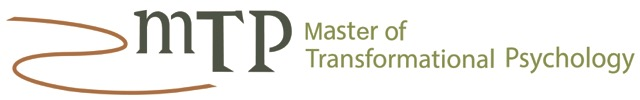 mTP
Master of
Transformational Psychology